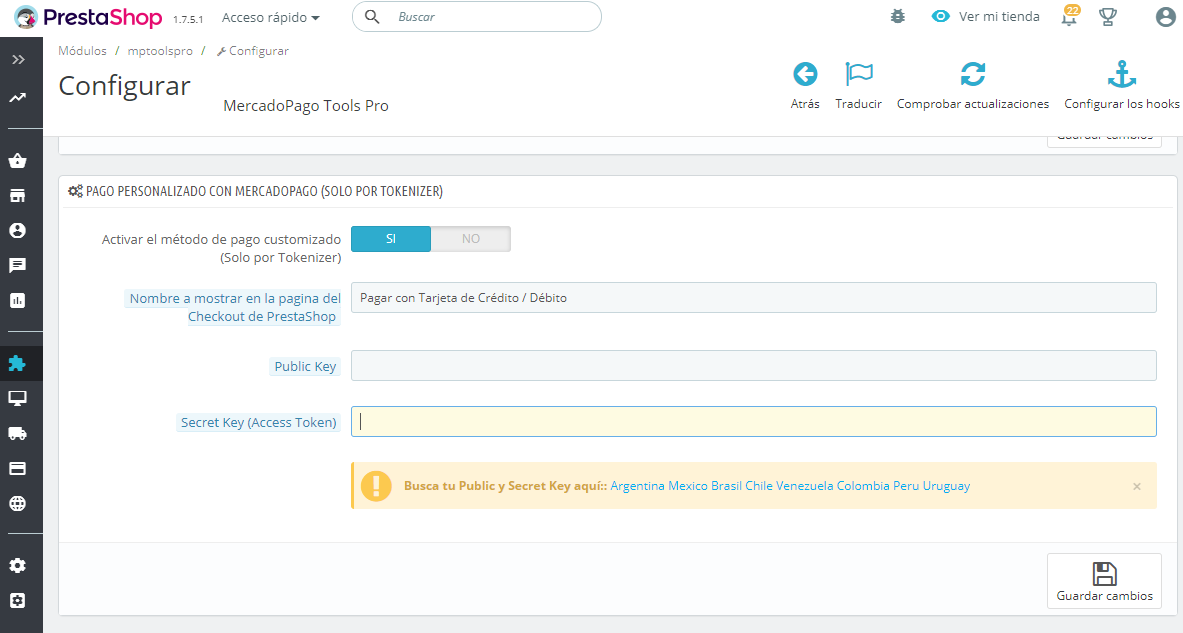 PrestaShop 1.7.5.1 Acceso rápido Buscar Ver mi tienda 22
Módulos / mptoolspro / Configurar
Configurar
MercadoPago Tools Pro
Atrás Traducir Comprobar actualizaciones Configurar los hooks
Guardar cambios
PAGO PERSONALIZADO CON MERCADOPAGO (SOLO POR TOKENIZER)
Activar el método de pago customizado
(Solo por Tokenizer)
SI NO
Nombre a mostrar en la pagina del
Checkout de PrestaShop
Pagar con Tarjeta de Crédito / Débito
Public Key
Secret Key (Access Token)
Busca tu Public y Secret Key aquí:: Argentina Mexico Brasil Chile Venezuela Colombia Peru Uruguay ×
Guardar cambios